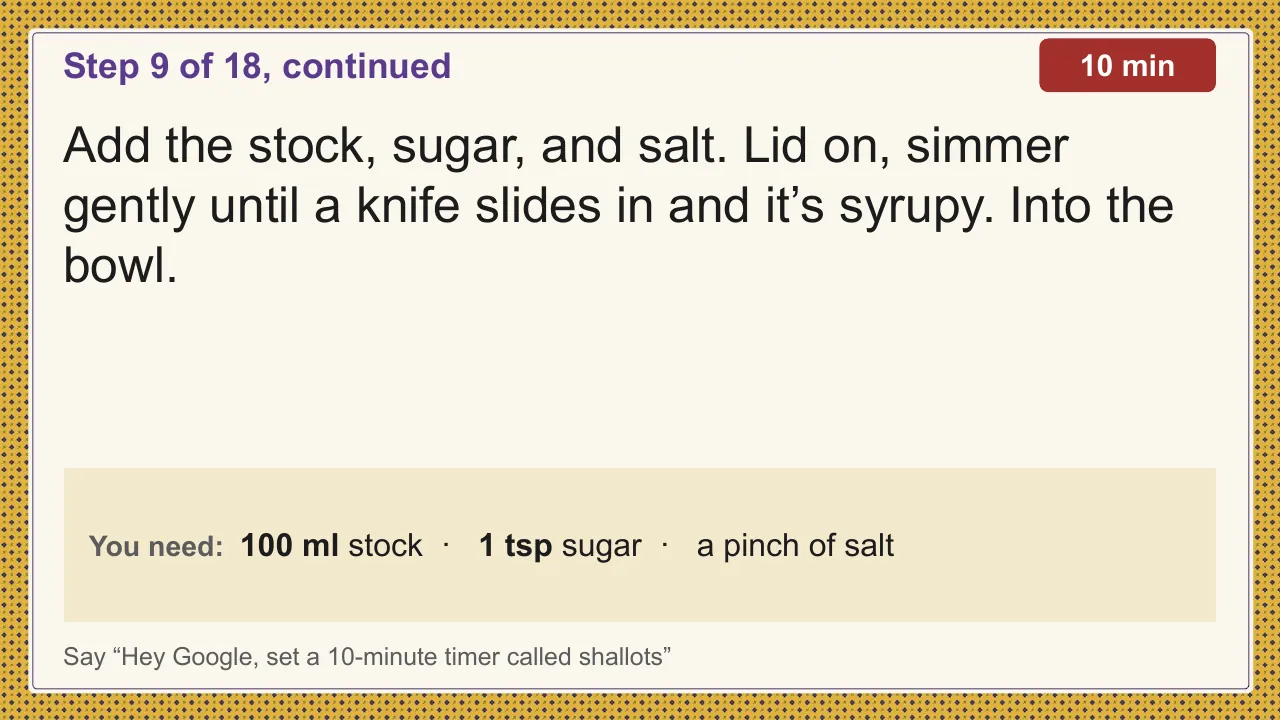 Step 9 of 18, continued
10 min
Add the stock, sugar, and salt. Lid on, simmer
gently until a knife slides in and it’s syrupy. Into the
bowl.
You need: 100 ml stock · 1 tsp sugar · a pinch of salt
Say “Hey Google, set a 10-minute timer called shallots”